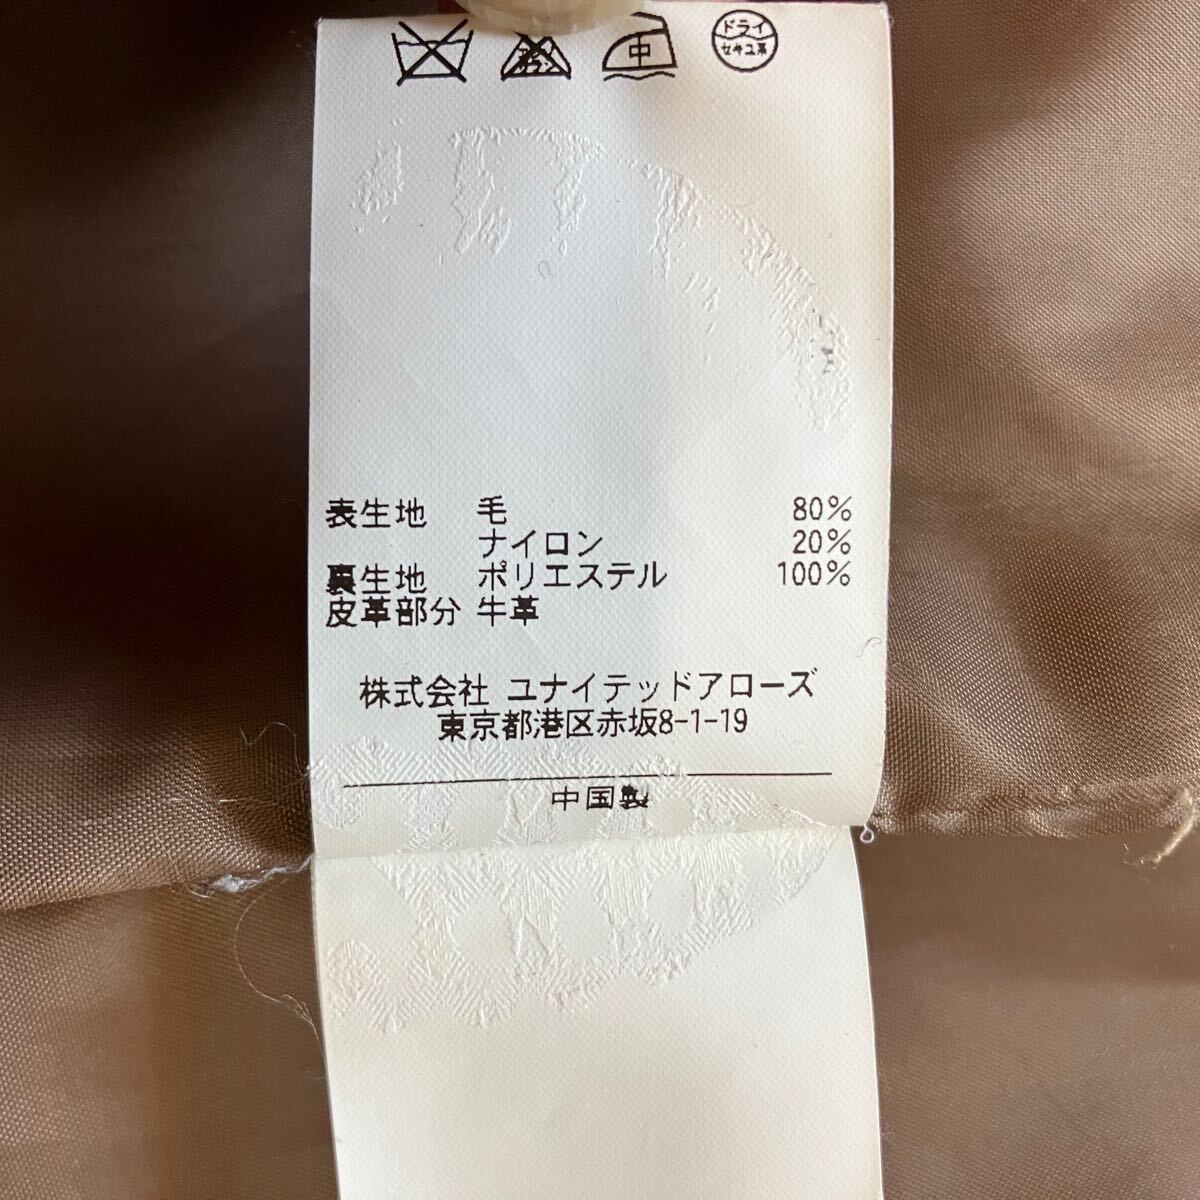 中
ドライ
セキユ系
表生地 毛 80%
ナイロン 20%
裏生地 ポリエステル 100%
皮革部分 牛革
株式会社 ユナイテッドアローズ
東京都港区赤坂8-1-19
中国製